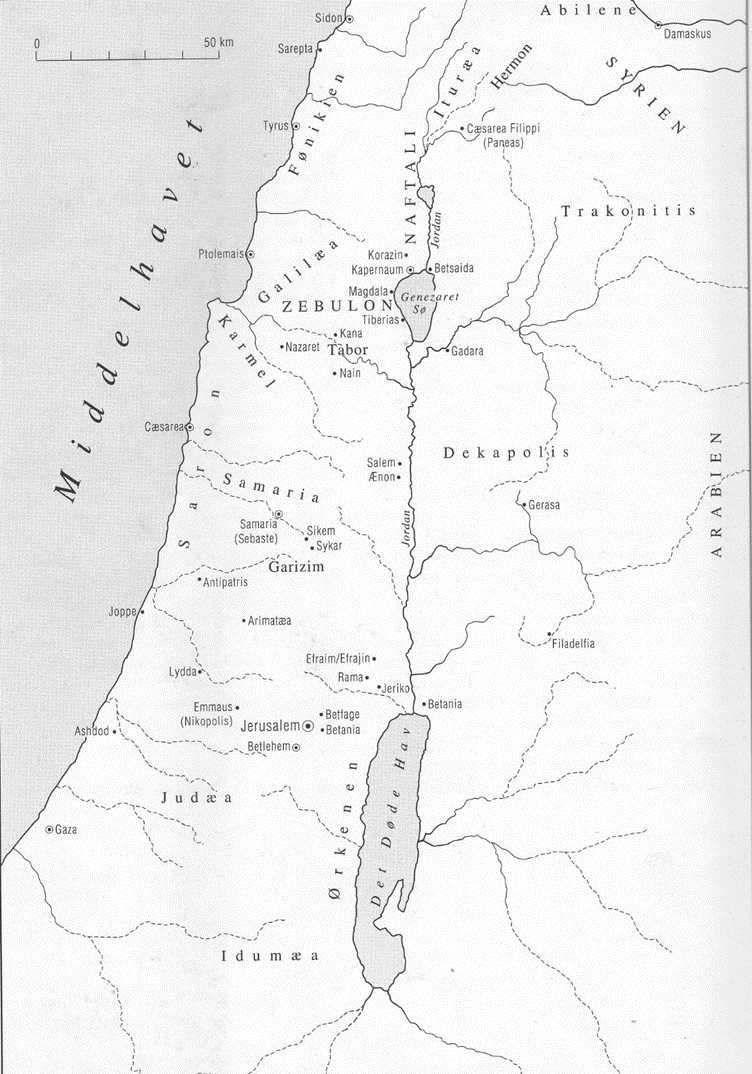 Sidon
Abilene
Damaskus
0 50 km
Sarepta
Hermon
Ituræa
SYRIEN
Fønikien
Tyrus
Cæsarea Filippi
(Paneas)
Middelhavet
NAFTALI
Trakonitis
Jordan
Ptolemais
Korazin
Kapernaum
Betsaida
Galilæa
Magdala
Genezaret
Sø
ZEBULON
Tiberias
Karmel
Kana
Nazaret
Tabor
Gadara
Nain
Cæsarea
Saron
Dekapolis
ARABIEN
Salem
Ænon
Samaria
Gerasa
Samaria
(Sebaste)
Sikem
Sykar
Jordan
Garizim
Antipatris
Joppe
Arimatæa
Filadelfia
Efraim/Efrajin
Lydda
Rama
Jeriko
Emmaus
(Nikopolis)
Betania
Betfage
Jerusalem
Betania
Ashdod
Betlehem
Judæa
Ørkenen
Det Døde Hav
Gaza
Idumæa